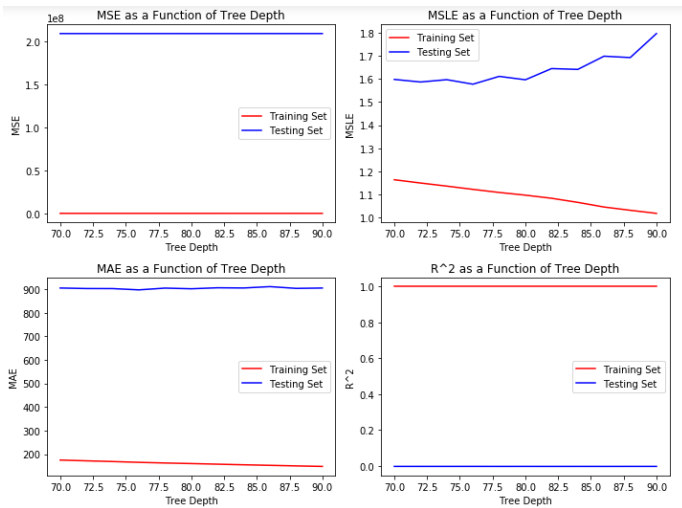 MSE as a Function of Tree Depth
1e8
2.0
1.5
1.0
0.5
0.0
MSE
Training Set
Testing Set
70.0 72.5 75.0 77.5 80.0 82.5 85.0 87.5 90.0
Tree Depth
MSLE as a Function of Tree Depth
1.8
1.7
1.6
1.5
1.4
1.3
1.2
1.1
1.0
MSLE
Training Set
Testing Set
70.0 72.5 75.0 77.5 80.0 82.5 85.0 87.5 90.0
Tree Depth
MAE as a Function of Tree Depth
900
800
700
600
500
400
300
200
MAE
Training Set
Testing Set
70.0 72.5 75.0 77.5 80.0 82.5 85.0 87.5 90.0
Tree Depth
R^2 as a Function of Tree Depth
1.0
0.8
0.6
0.4
0.2
0.0
R^2
Training Set
Testing Set
70.0 72.5 75.0 77.5 80.0 82.5 85.0 87.5 90.0
Tree Depth